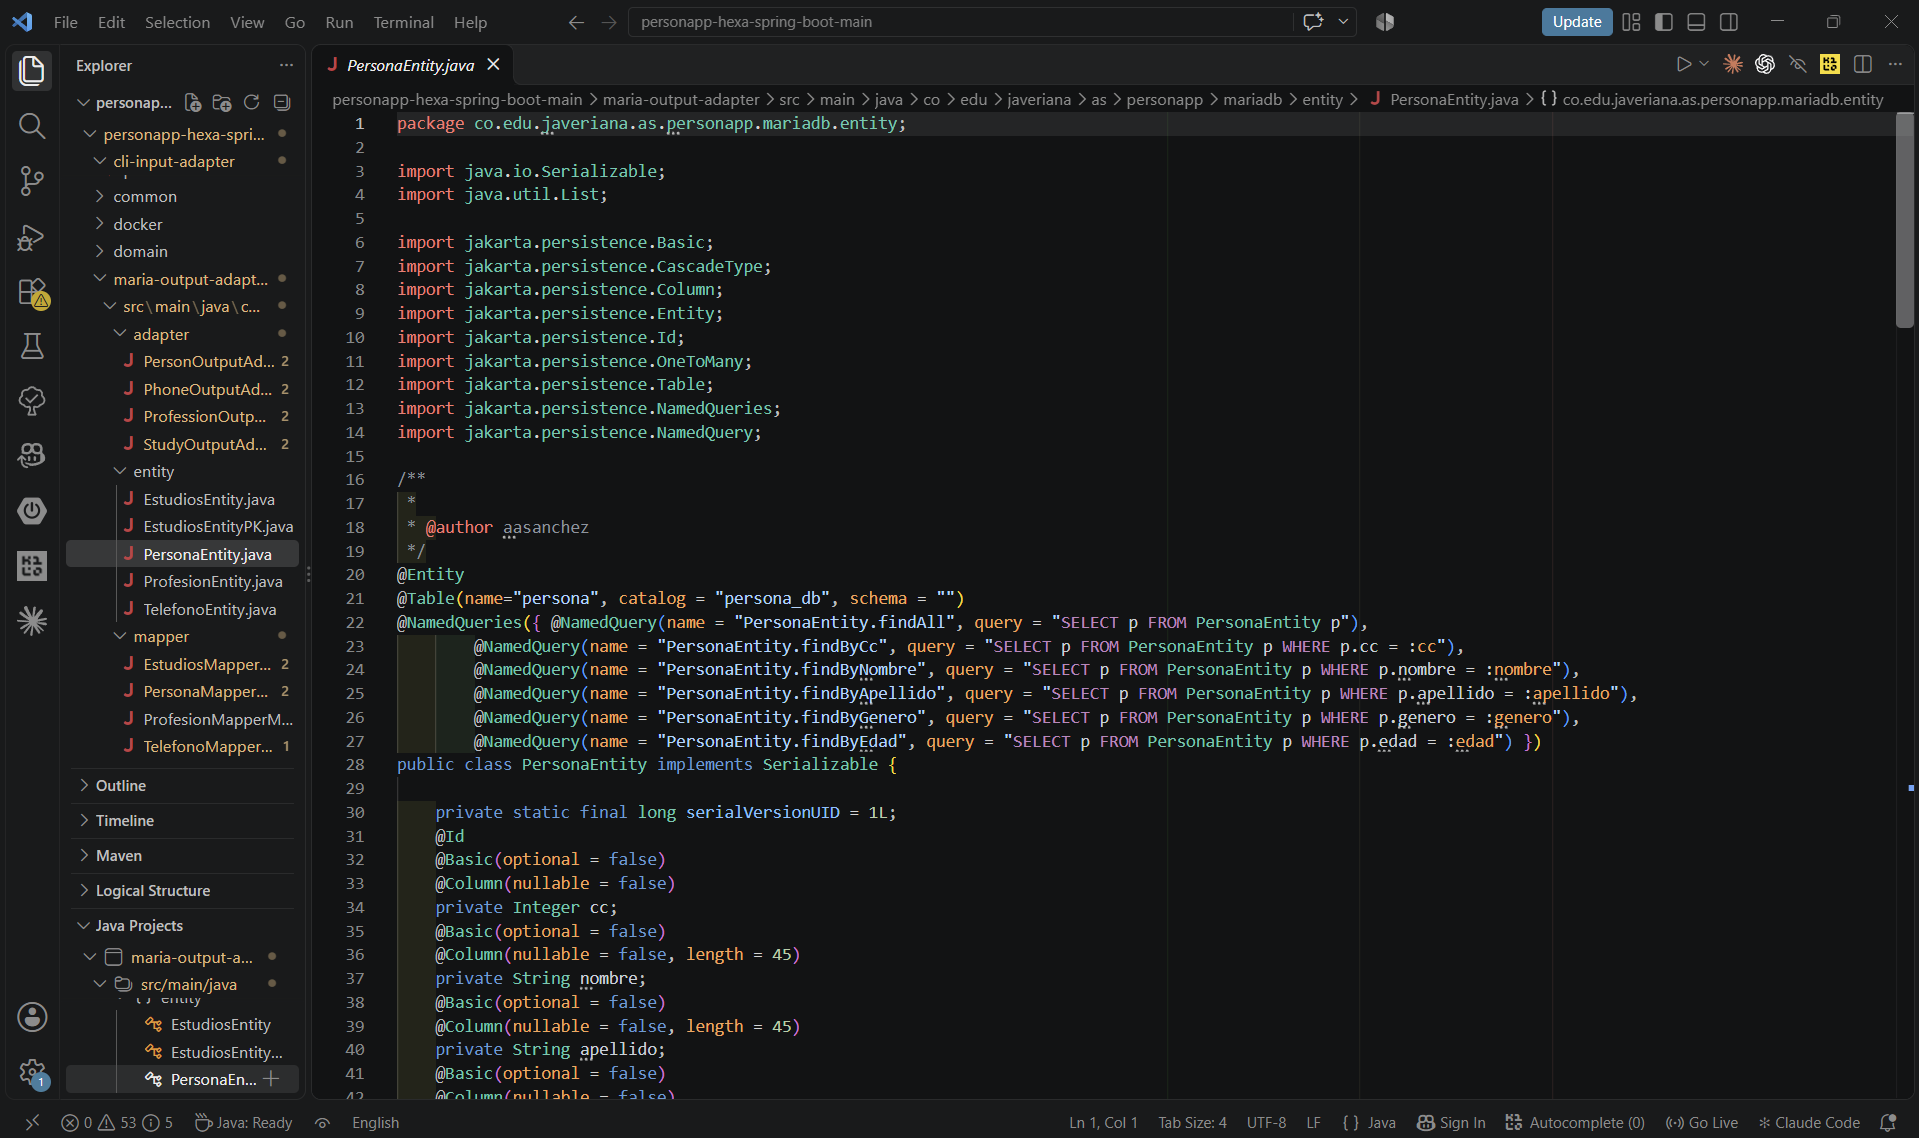 File Edit Selection View Go Run Terminal Help
personapp-hexa-spring-boot-main
Update
Explorer
PersonaEntity.java
personap...
personapp-hexa-spring-boot-main > maria-output-adapter > src > main > java > co > edu > javeriana > as > personapp > mariadb > entity > PersonaEntity.java > {} co.edu.javeriana.as.personapp.mariadb.entity
personapp-hexa-spri...
cli-input-adapter
common
docker
domain
maria-output-adapt...
src\main\java\c...
adapter
PersonOutputAd... 2
PhoneOutputAd... 2
ProfessionOutp... 2
StudyOutputAd... 2
entity
EstudiosEntity.java
EstudiosEntityPK.java
PersonaEntity.java
ProfesionEntity.java
TelefonoEntity.java
mapper
EstudiosMapper... 2
PersonaMapper... 2
ProfesionMapperM...
TelefonoMapper... 1
Outline
Timeline
Maven
Logical Structure
Java Projects
maria-output-a...
src/main/java
{ } entity
EstudiosEntity
EstudiosEntity...
PersonaEn...
1
1 package co.edu.javeriana.as.personapp.mariadb.entity;
2
3 import java.io.Serializable;
4 import java.util.List;
5
6 import jakarta.persistence.Basic;
7 import jakarta.persistence.CascadeType;
8 import jakarta.persistence.Column;
9 import jakarta.persistence.Entity;
10 import jakarta.persistence.Id;
11 import jakarta.persistence.OneToMany;
12 import jakarta.persistence.Table;
13 import jakarta.persistence.NamedQueries;
14 import jakarta.persistence.NamedQuery;
15
16 /**
17 *
18 * @author aasanchez
19 */
20 @Entity
21 @Table(name="persona", catalog = "persona_db", schema = "")
22 @NamedQueries({ @NamedQuery(name = "PersonaEntity.findAll", query = "SELECT p FROM PersonaEntity p"),
23 @NamedQuery(name = "PersonaEntity.findByCc", query = "SELECT p FROM PersonaEntity p WHERE p.cc = :cc"),
24 @NamedQuery(name = "PersonaEntity.findByNombre", query = "SELECT p FROM PersonaEntity p WHERE p.nombre = :nombre"),
25 @NamedQuery(name = "PersonaEntity.findByApellido", query = "SELECT p FROM PersonaEntity p WHERE p.apellido = :apellido"),
26 @NamedQuery(name = "PersonaEntity.findByGenero", query = "SELECT p FROM PersonaEntity p WHERE p.genero = :genero"),
27 @NamedQuery(name = "PersonaEntity.findByEdad", query = "SELECT p FROM PersonaEntity p WHERE p.edad = :edad") })
28 public class PersonaEntity implements Serializable {
29
30 private static final long serialVersionUID = 1L;
31 @Id
32 @Basic(optional = false)
33 @Column(nullable = false)
34 private Integer cc;
35 @Basic(optional = false)
36 @Column(nullable = false, length = 45)
37 private String nombre;
38 @Basic(optional = false)
39 @Column(nullable = false, length = 45)
40 private String apellido;
41 @Basic(optional = false)
42 @Column(nullable = false)
0 53 5 Java: Ready English Ln 1, Col 1 Tab Size: 4 UTF-8 LF { } Java Sign In Autocomplete (0) Go Live Claude Code